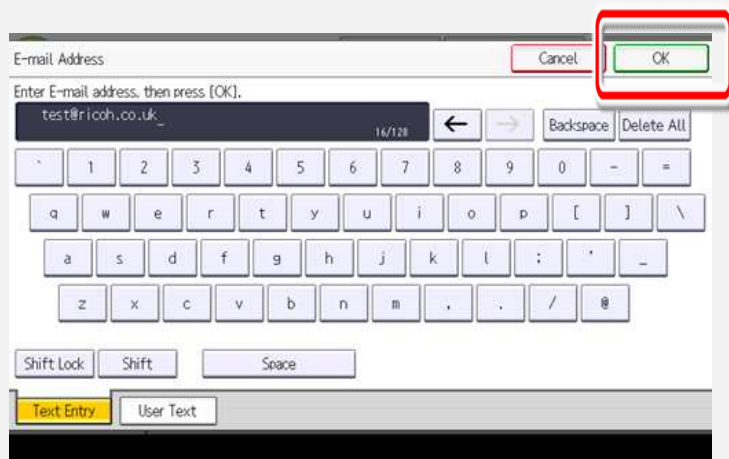 E-mail Address Cancel OK
Enter E-mail address, then press [OK].
test@ricoh.co.uk_
16/128 ← → Backspace Delete All
` 1 2 3 4 5 6 7 8 9 0 - =
q w e r t y u i o p [ ] \
a s d f g h j k l ; ' _
z x c v b n m , . / @
Shift Lock Shift Space
Text Entry User Text